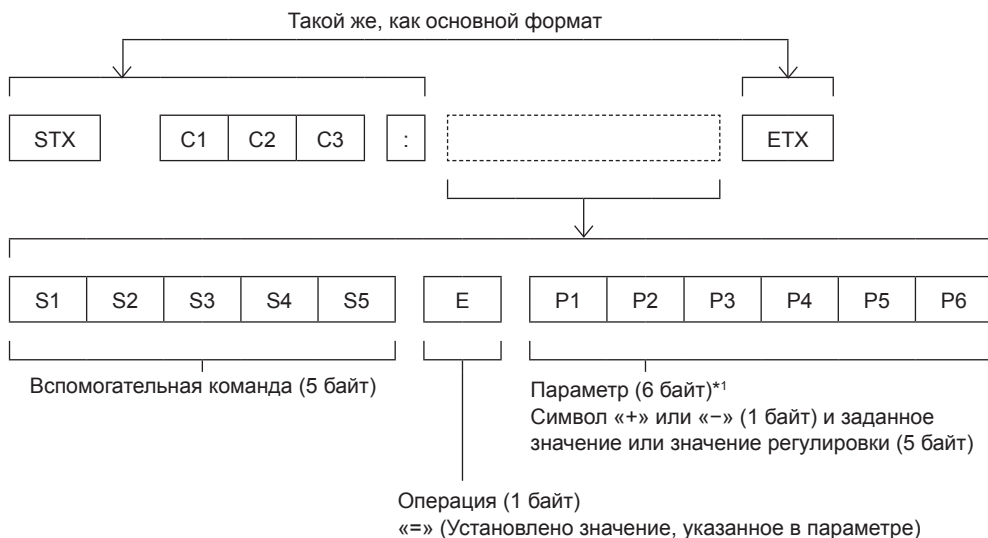 Такой же, как основной формат
STX C1 C2 C3 : ETX
S1 S2 S3 S4 S5 E P1 P2 P3 P4 P5 P6
Вспомогательная команда (5 байт)
Параметр (6 байт)*1
Символ «+» или «−» (1 байт) и заданное
значение или значение регулировки (5 байт)
Операция (1 байт)
«=» (Установлено значение, указанное в параметре)